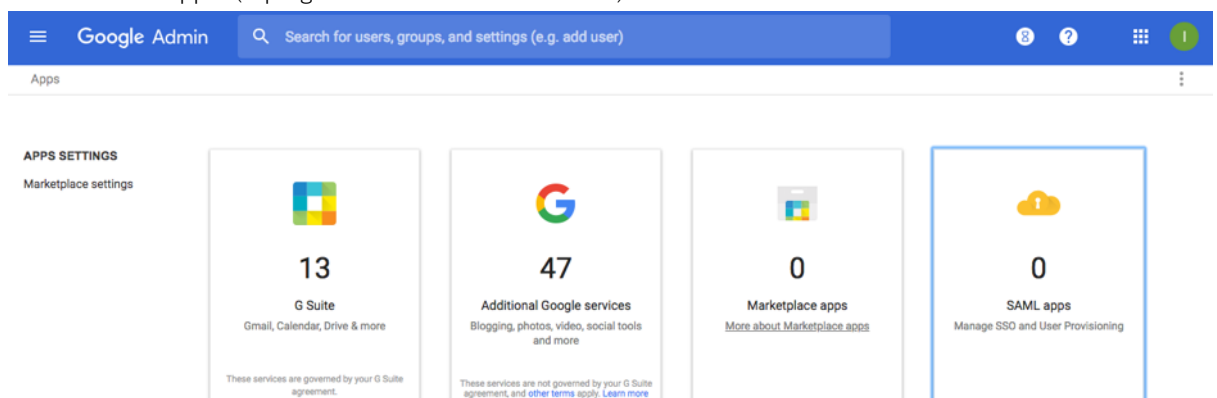 Google Admin
Search for users, groups, and settings (e.g. add user)
8
?
I
Apps
APPS SETTINGS
Marketplace settings
13
G Suite
Gmail, Calendar, Drive & more
These services are governed by your G Suite
agreement.
47
Additional Google services
Blogging, photos, video, social tools
and more
These services are not governed by your G Suite
agreement, and other terms apply. Learn more
0
Marketplace apps
More about Marketplace apps
0
SAML apps
Manage SSO and User Provisioning